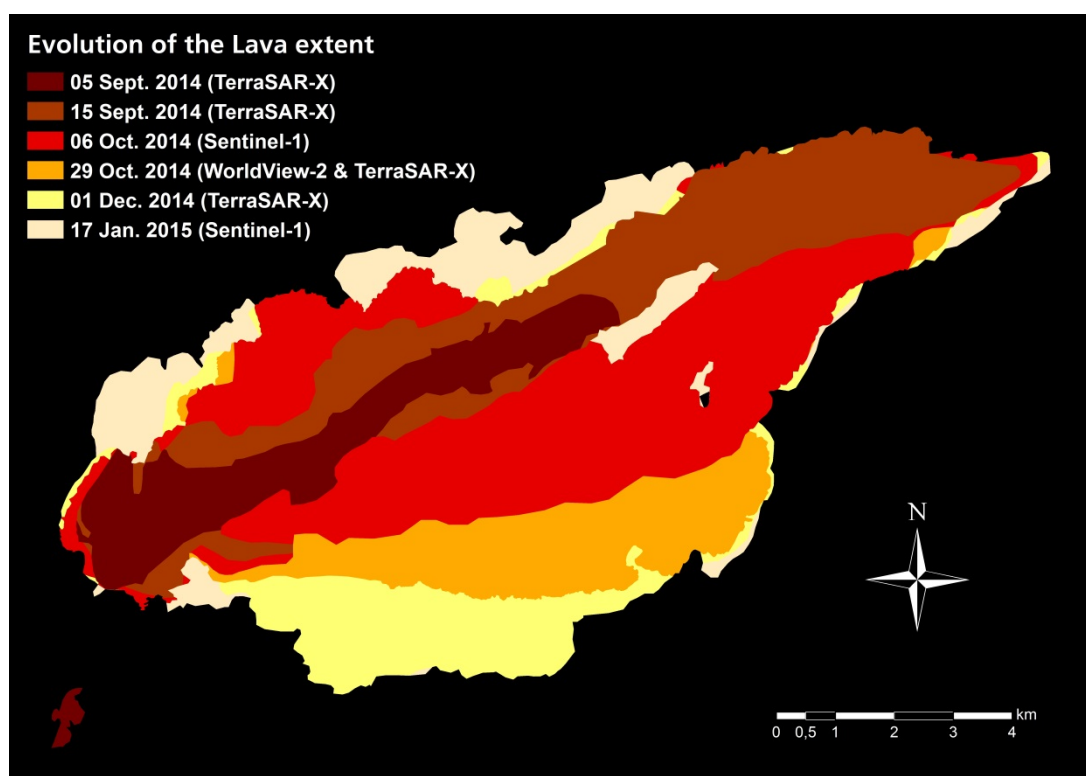 Evolution of the Lava extent
05 Sept. 2014 (TerraSAR-X)
15 Sept. 2014 (TerraSAR-X)
06 Oct. 2014 (Sentinel-1)
29 Oct. 2014 (WorldView-2 & TerraSAR-X)
01 Dec. 2014 (TerraSAR-X)
17 Jan. 2015 (Sentinel-1)
N
km
0 0,5 1 2 3 4